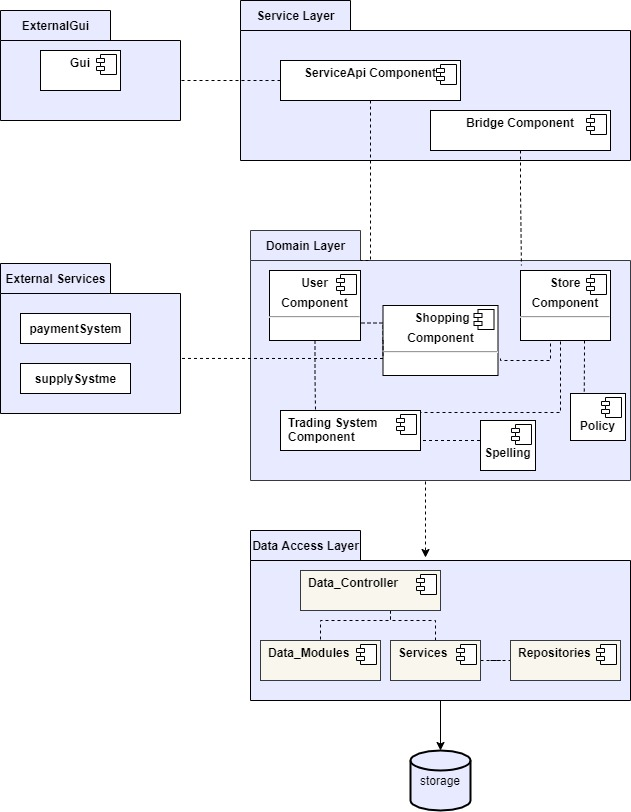 ExternalGui
Gui
Service Layer
ServiceApi Component
Bridge Component
Domain Layer
User
Component
Store
Component
Shopping
Component
External Services
paymentSystem
supplySystme
Trading System
Component
Spelling
Policy
Data Access Layer
Data_Controller
Data_Modules
Services
Repositories
storage